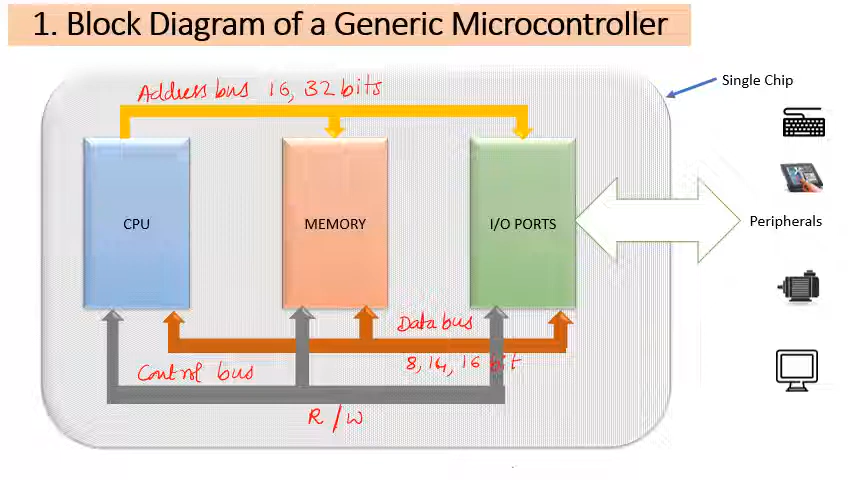 1. Block Diagram of a Generic Microcontroller
Address bus 16, 32 bits
Single Chip
CPU
MEMORY
I/O PORTS
Peripherals
Data bus
8, 14, 16 bit
Control bus
R/W